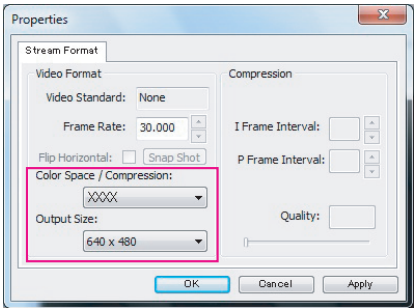 Properties
X
Stream Format
Video Format
Video Standard: None
Frame Rate: 30.000
Flip Horizontal: Snap Shot
Color Space / Compression:
XXXX
Output Size:
640 x 480
Compression
I Frame Interval:
P Frame Interval:
Quality:
OK Cancel Apply